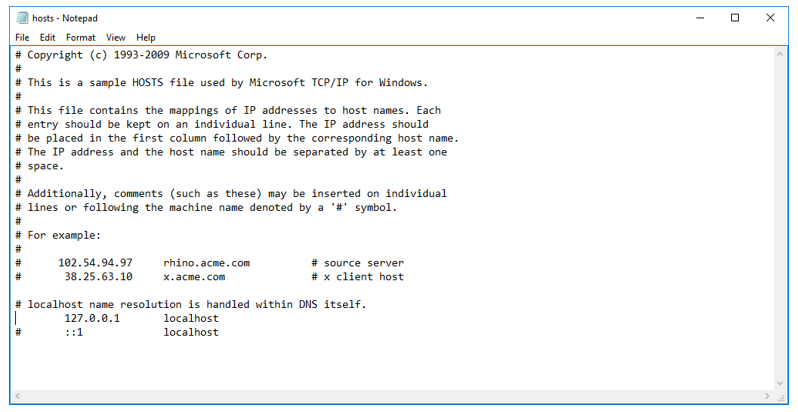 hosts - Notepad
File Edit Format View Help
# Copyright (c) 1993-2009 Microsoft Corp.
#
# This is a sample HOSTS file used by Microsoft TCP/IP for Windows.
#
# This file contains the mappings of IP addresses to host names. Each
# entry should be kept on an individual line. The IP address should
# be placed in the first column followed by the corresponding host name.
# The IP address and the host name should be separated by at least one
# space.
#
# Additionally, comments (such as these) may be inserted on individual
# lines or following the machine name denoted by a '#' symbol.
#
# For example:
#
#      102.54.94.97     rhino.acme.com          # source server
#       38.25.63.10     x.acme.com              # x client host

# localhost name resolution is handled within DNS itself.
        127.0.0.1       localhost
#       ::1             localhost